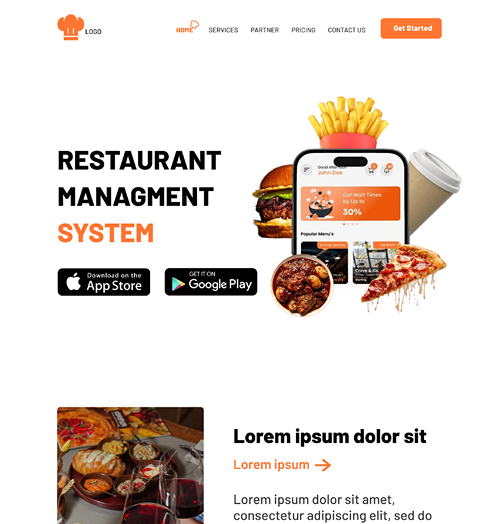 LOGO
HOME
SERVICES
PARTNER
PRICING
CONTACT US
Get Started
RESTAURANT
MANAGMENT
SYSTEM
Download on the
App Store
GET IT ON
Google Play
Good
John Doe
Cut Wait Times
by Up to
30%
Popular Menu's
Lorem ipsum dolor sit
Lorem ipsum
Lorem ipsum dolor sit amet,
consectetur adipiscing elit, sed do